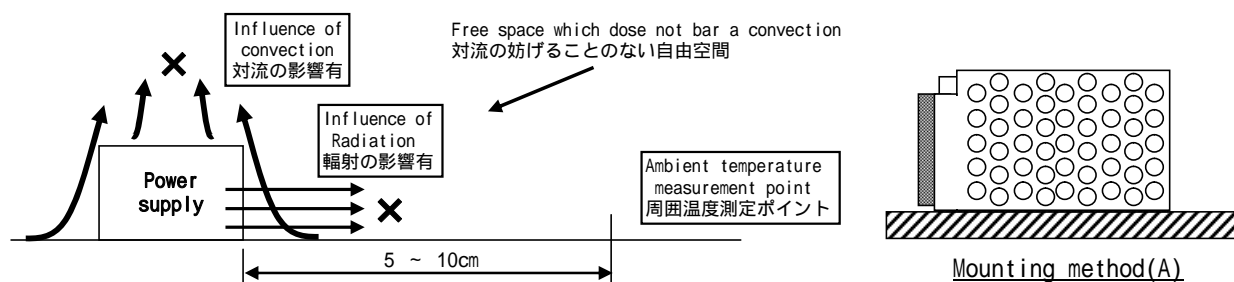 Influence of
convection
対流の影響有
Free space which dose not bar a convection
対流の妨げることのない自由空間
Influence of
Radiation
輻射の影響有
Power
supply
Ambient temperature
measurement point
周囲温度測定ポイント
5 ~ 10cm
Mounting method(A)